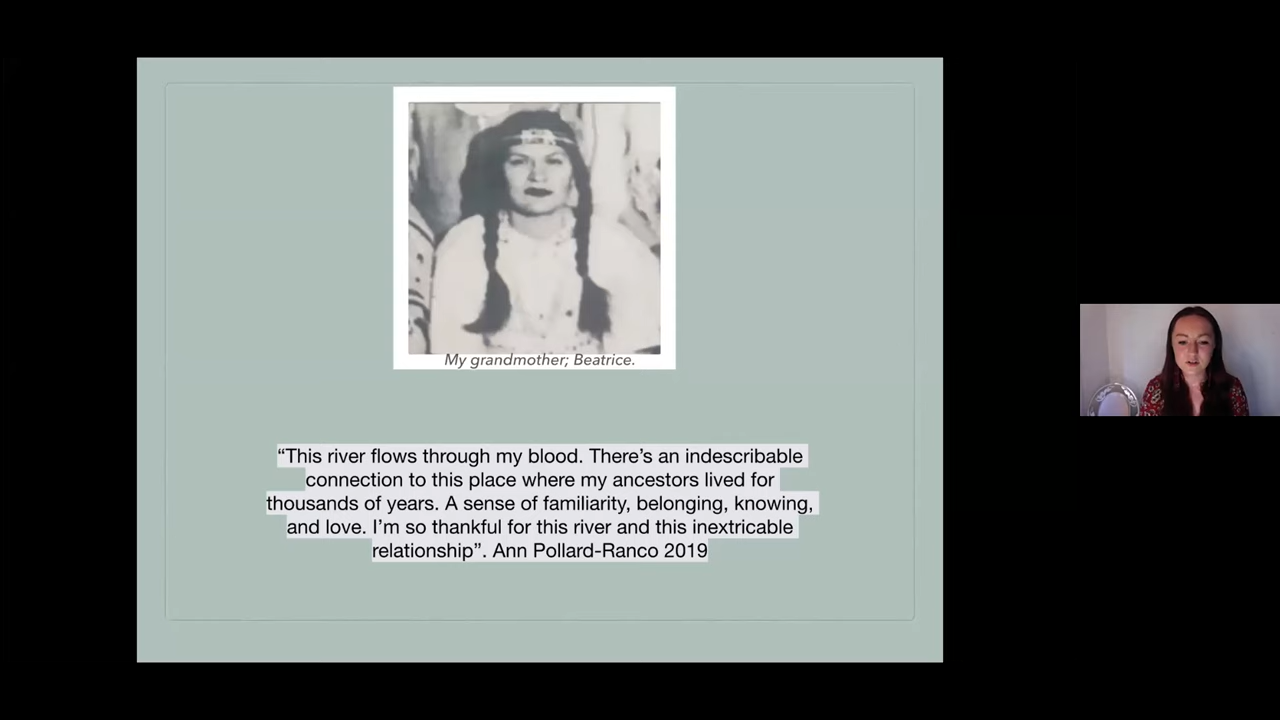 My grandmother; Beatrice.
“This river flows through my blood. There’s an indescribable
connection to this place where my ancestors lived for
thousands of years. A sense of familiarity, belonging, knowing,
and love. I’m so thankful for this river and this inextricable
relationship”. Ann Pollard-Ranco 2019